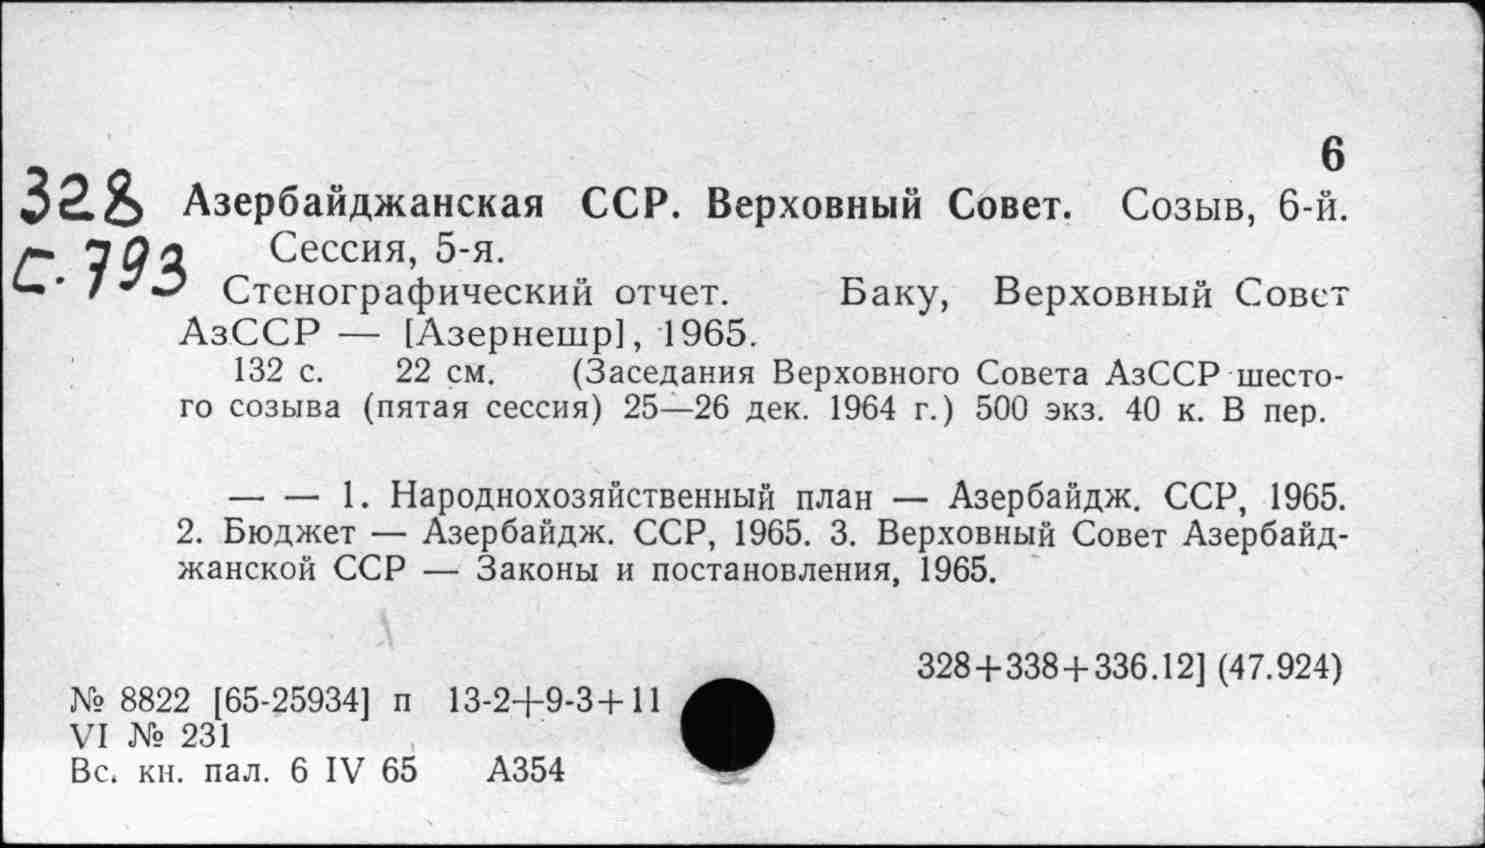 6
328 Азербайджанская ССР. Верховный Совет. Созыв, 6-й.
С.793 Сессия, 5-я.
Стенографический отчет. Баку, Верховный Совет
АзССР — [Азернешр], 1965.
132 с. 22 см. (Заседания Верховного Совета АзССР шесто-
го созыва (пятая сессия) 25—26 дек. 1964 г.) 500 экз. 40 к. В пер.
— — 1. Народнохозяйственный план — Азербайдж. ССР, 1965.
2. Бюджет — Азербайдж. ССР, 1965. 3. Верховный Совет Азербайд-
жанской ССР — Законы и постановления, 1965.
328+338+336.12] (47.924)
№ 8822 [65-25934] п 13-2+9-3+11
VI № 231
Вс. кн. пал. 6 IV 65 А354